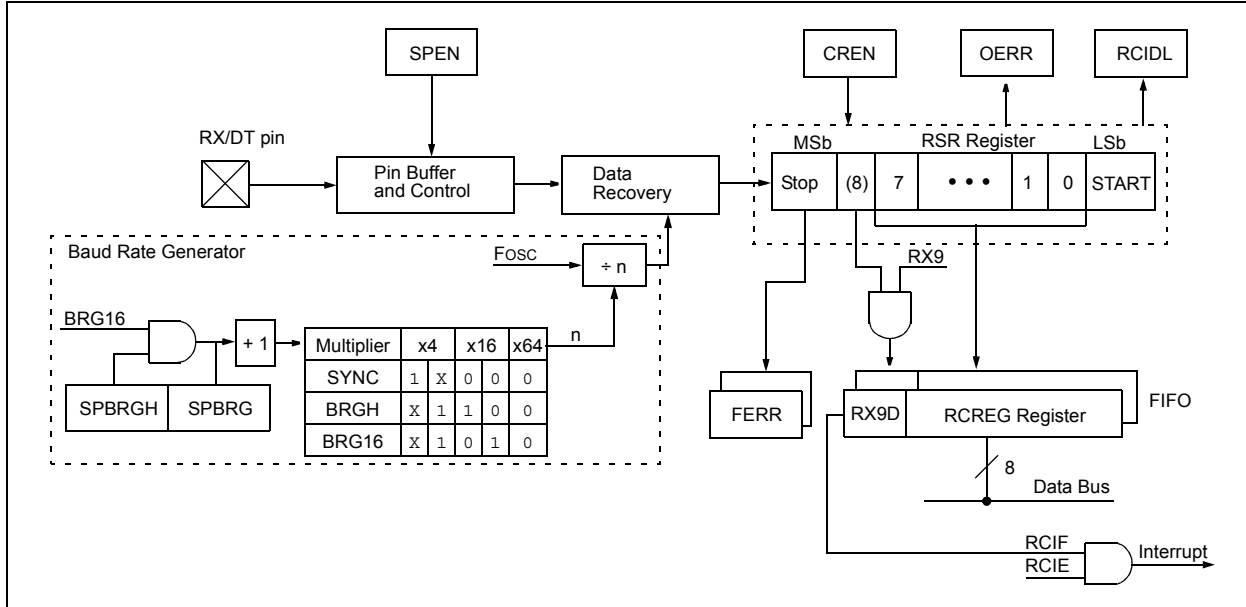 SPEN
CREN
OERR
RCIDL
RX/DT pin
Pin Buffer
and Control
Data
Recovery
MSb
RSR Register
LSb
Stop (8) 7 • • • 1 0 START
Baud Rate Generator
FOSC
÷ n
RX9
BRG16
+ 1
n
Multiplier x4 x16 x64
SYNC 1 X 0 0 0
BRGH X 1 1 0 0
BRG16 X 1 0 1 0
SPBRGH SPBRG
FERR
RX9D
RCREG Register
FIFO
8
Data Bus
RCIF
RCIE
Interrupt